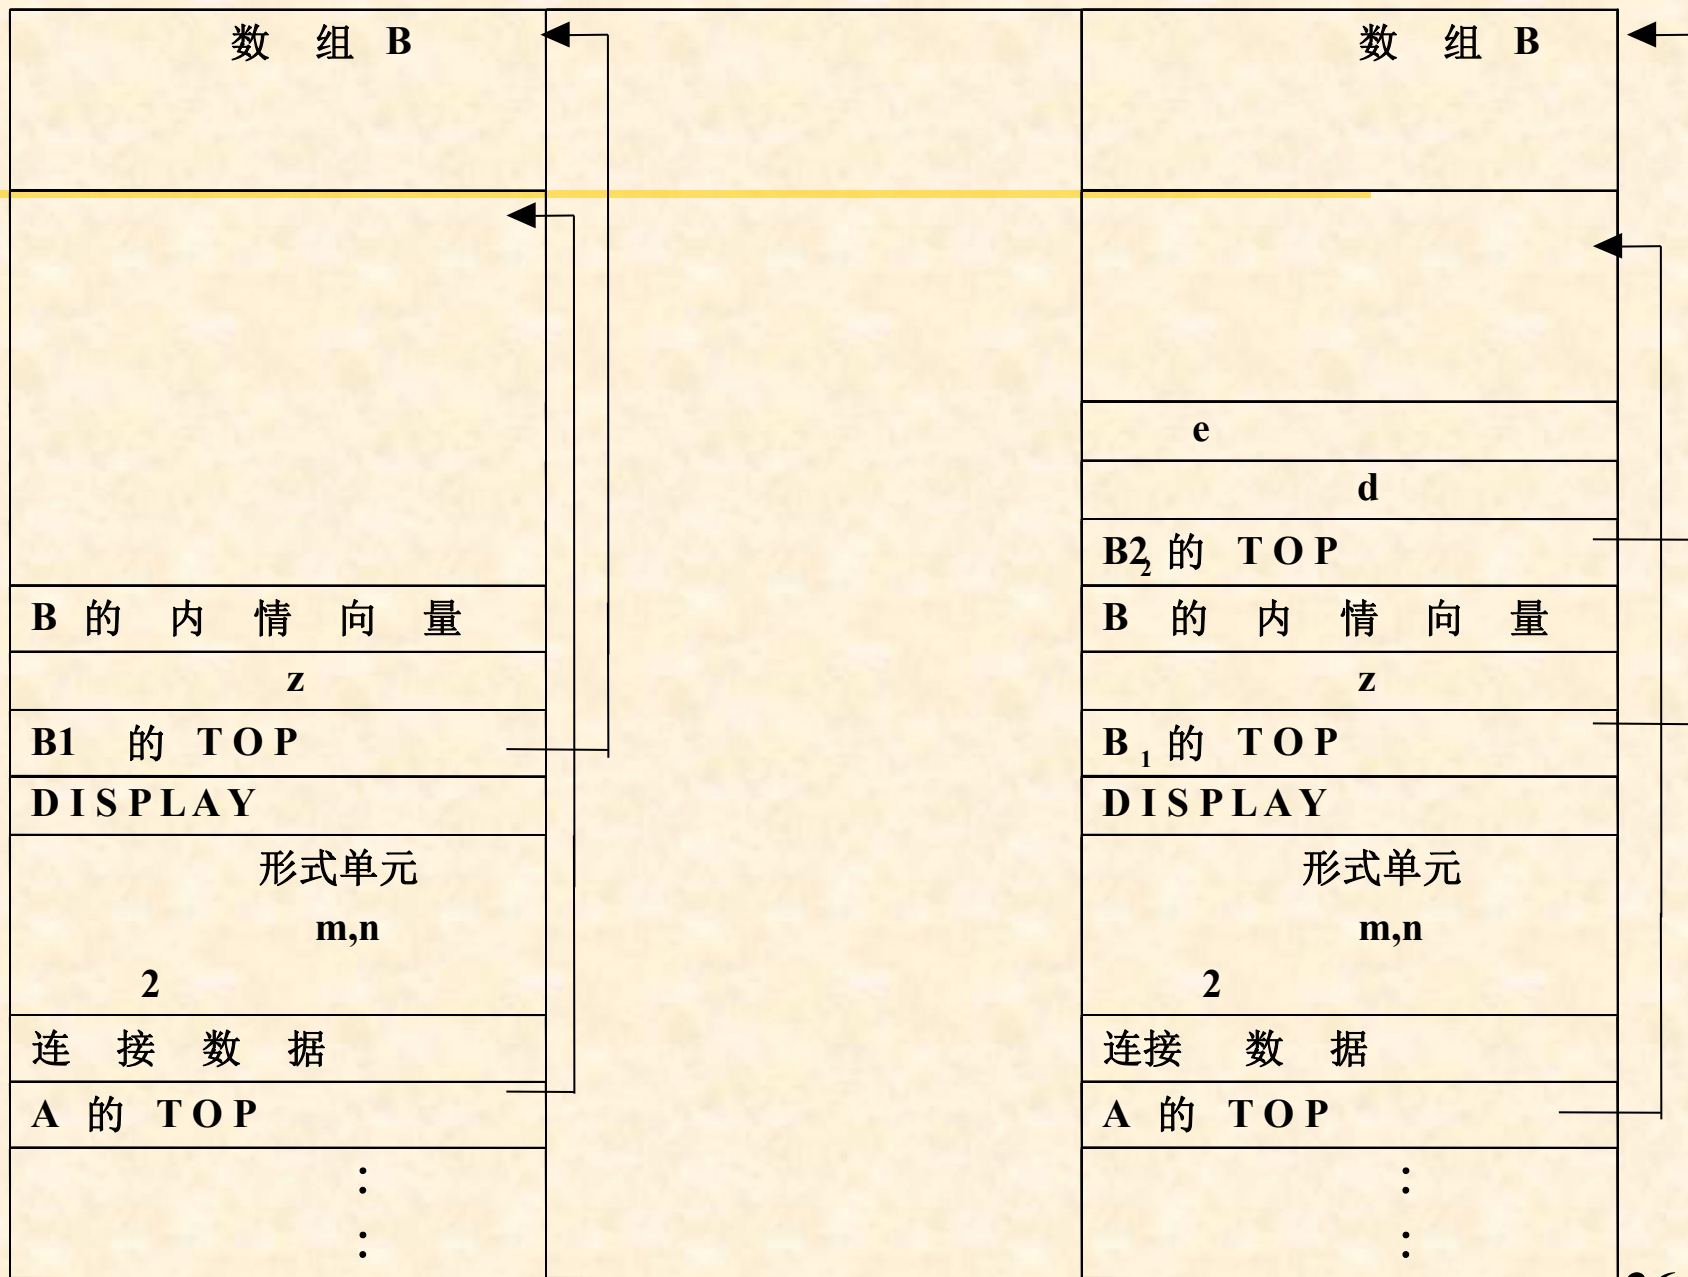 数 组 B
B 的 内 情 向 量
z
B1 的 TOP
DISPLAY
形式单元
m,n
2
连 接 数 据
A 的 TOP
:
:
数 组 B
e
d
B2₂ 的 TOP
B 的 内 情 向 量
z
B ₁ 的 TOP
DISPLAY
形式单元
m,n
2
连接 数 据
A 的 TOP
:
: